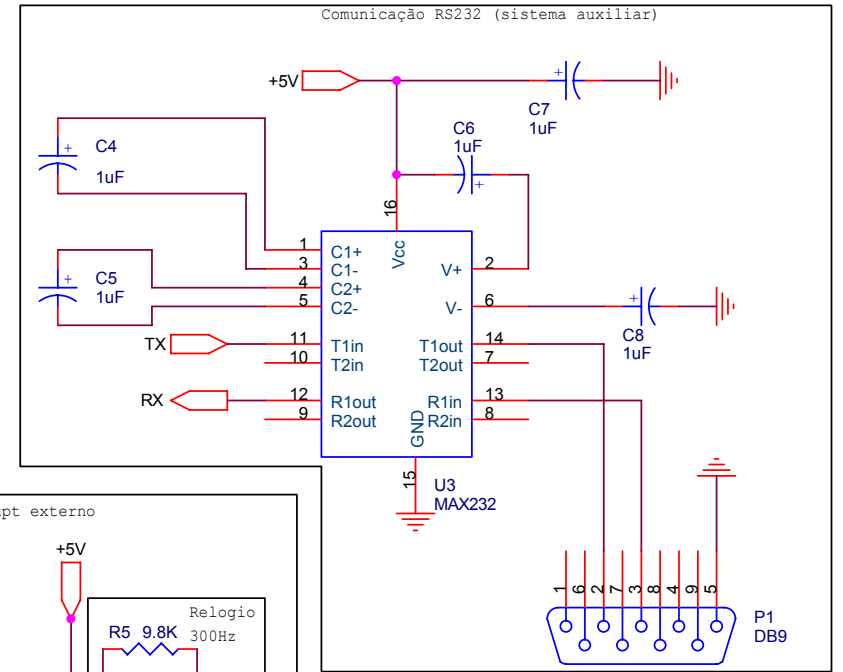 Comunicação RS232 (sistema auxiliar)
+5V
+
C7
1uF
C6
1uF
+
C4
+
1uF
16
Vcc
1
C1+
3
C1-
4
C2+
5
C2-
V+
2
V-
6
C5
+
1uF
+
C8
1uF
TX
11
T1in
10
T2in
T1out
14
T2out
7
RX
12
R1out
9
R2out
R1in
13
R2in
8
GND
15
U3
MAX232
1
6
2
7
3
8
4
9
5
P1
DB9
upt externo
+5V
Relogio
300Hz
R5 9.8K